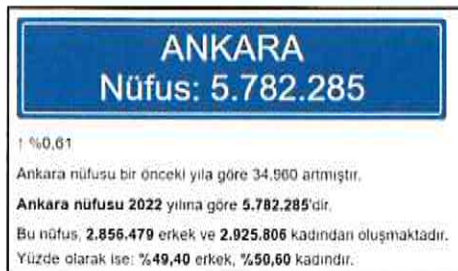 ANKARA
Nüfus: 5.782.285
↑ %0,61
Ankara nüfusu bir önceki yıla göre 34.960 artmıştır.
Ankara nüfusu 2022 yılına göre 5.782.285'dir.
Bu nüfus, 2.856.479 erkek ve 2.925.806 kadından oluşmaktadır.
Yüzde olarak ise: %49,40 erkek, %50,60 kadındır.